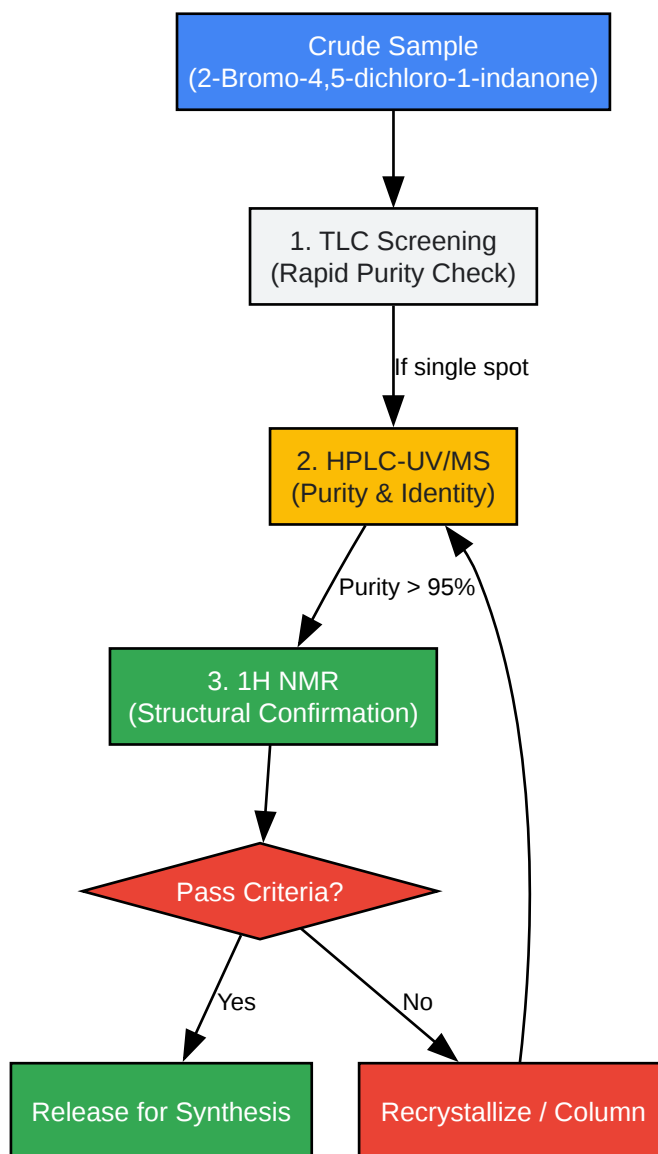 Crude Sample
(2-Bromo-4,5-dichloro-1-indanone)
1. TLC Screening
(Rapid Purity Check)
If single spot
2. HPLC-UV/MS
(Purity & Identity)
Purity > 95%
3. 1H NMR
(Structural Confirmation)
Pass Criteria?
Yes
No
Release for Synthesis
Recrystallize / Column